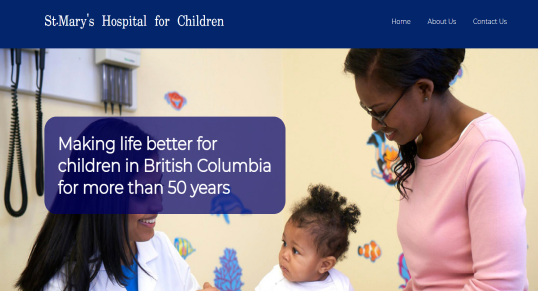 St.Mary's Hospital for Children
Home About Us Contact Us
Making life better for
children in British Columbia
for more than 50 years